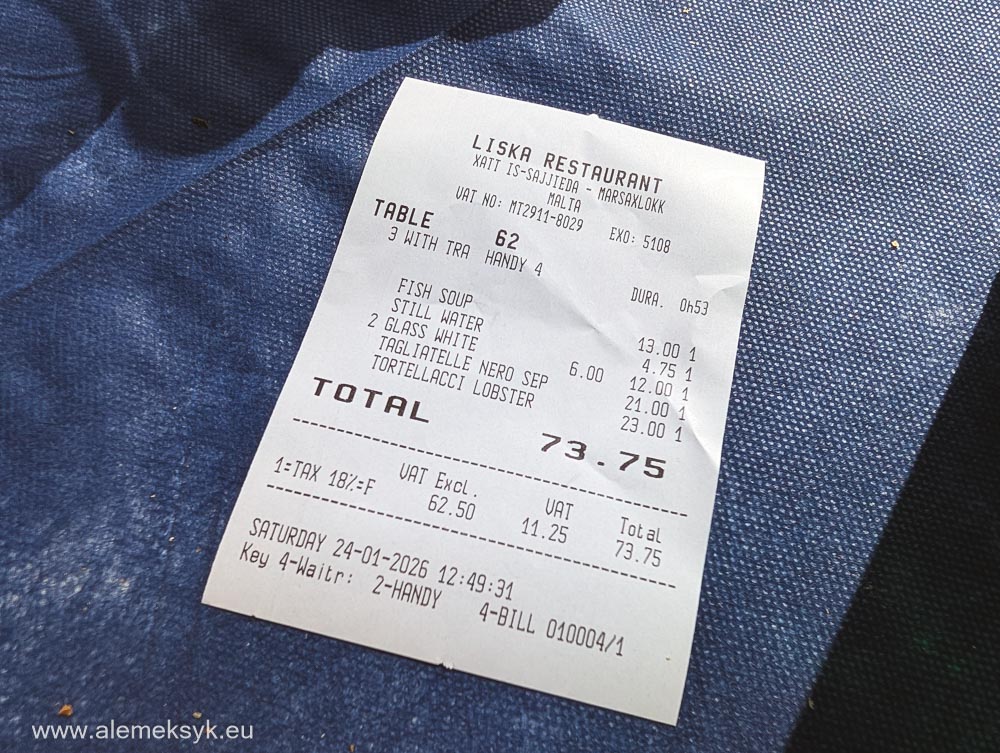 LISKA RESTAURANT
XATT IS-SAJJIEDA - MARSAXLOKK
MALTA
VAT NO: MT2911-8029 EXO: 5108
TABLE 62
3 WITH TRA HANDY 4
DURA. 0h53
FISH SOUP 13.00 1
STILL WATER 4.75 1
2 GLASS WHITE 6.00 12.00 1
TAGLIATELLE NERO SEP 21.00 1
TORTELLACCI LOBSTER 23.00 1
TOTAL 73.75
VAT Excl. VAT Total
1=TAX 18%=F 62.50 11.25 73.75
SATURDAY 24-01-2026 12:49:31
Key 4-Waitr: 2-HANDY 4-BILL 010004/1
www.alemeksyk.eu